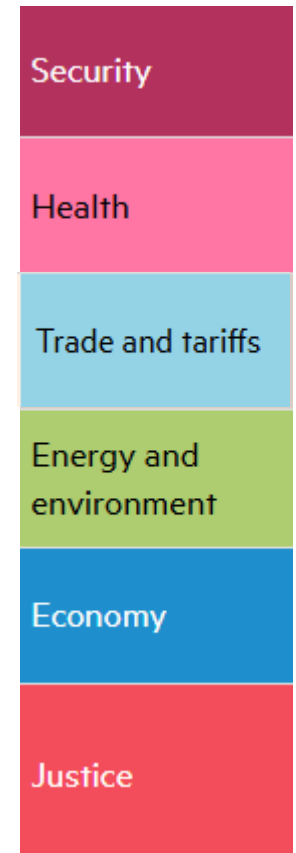 Security
Health
Trade and tariffs
Energy and
environment
Economy
Justice